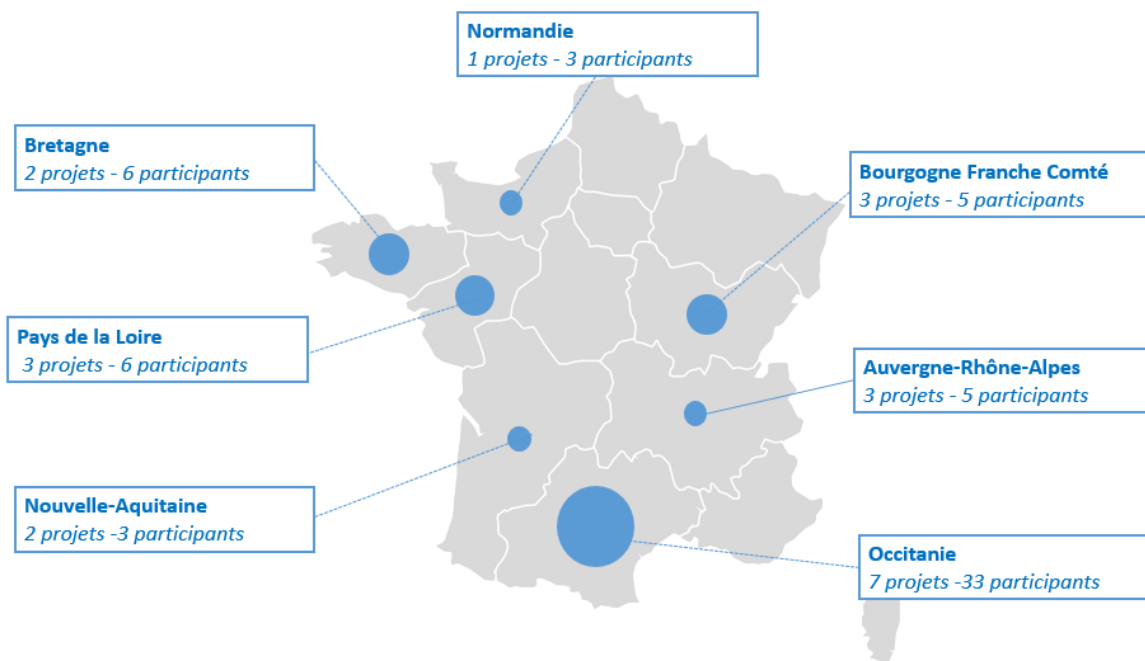 Normandie
1 projets - 3 participants
Bretagne
2 projets - 6 participants
Bourgogne Franche Comté
3 projets - 5 participants
Pays de la Loire
3 projets - 6 participants
Auvergne-Rhône-Alpes
3 projets - 5 participants
Nouvelle-Aquitaine
2 projets -3 participants
Occitanie
7 projets -33 participants